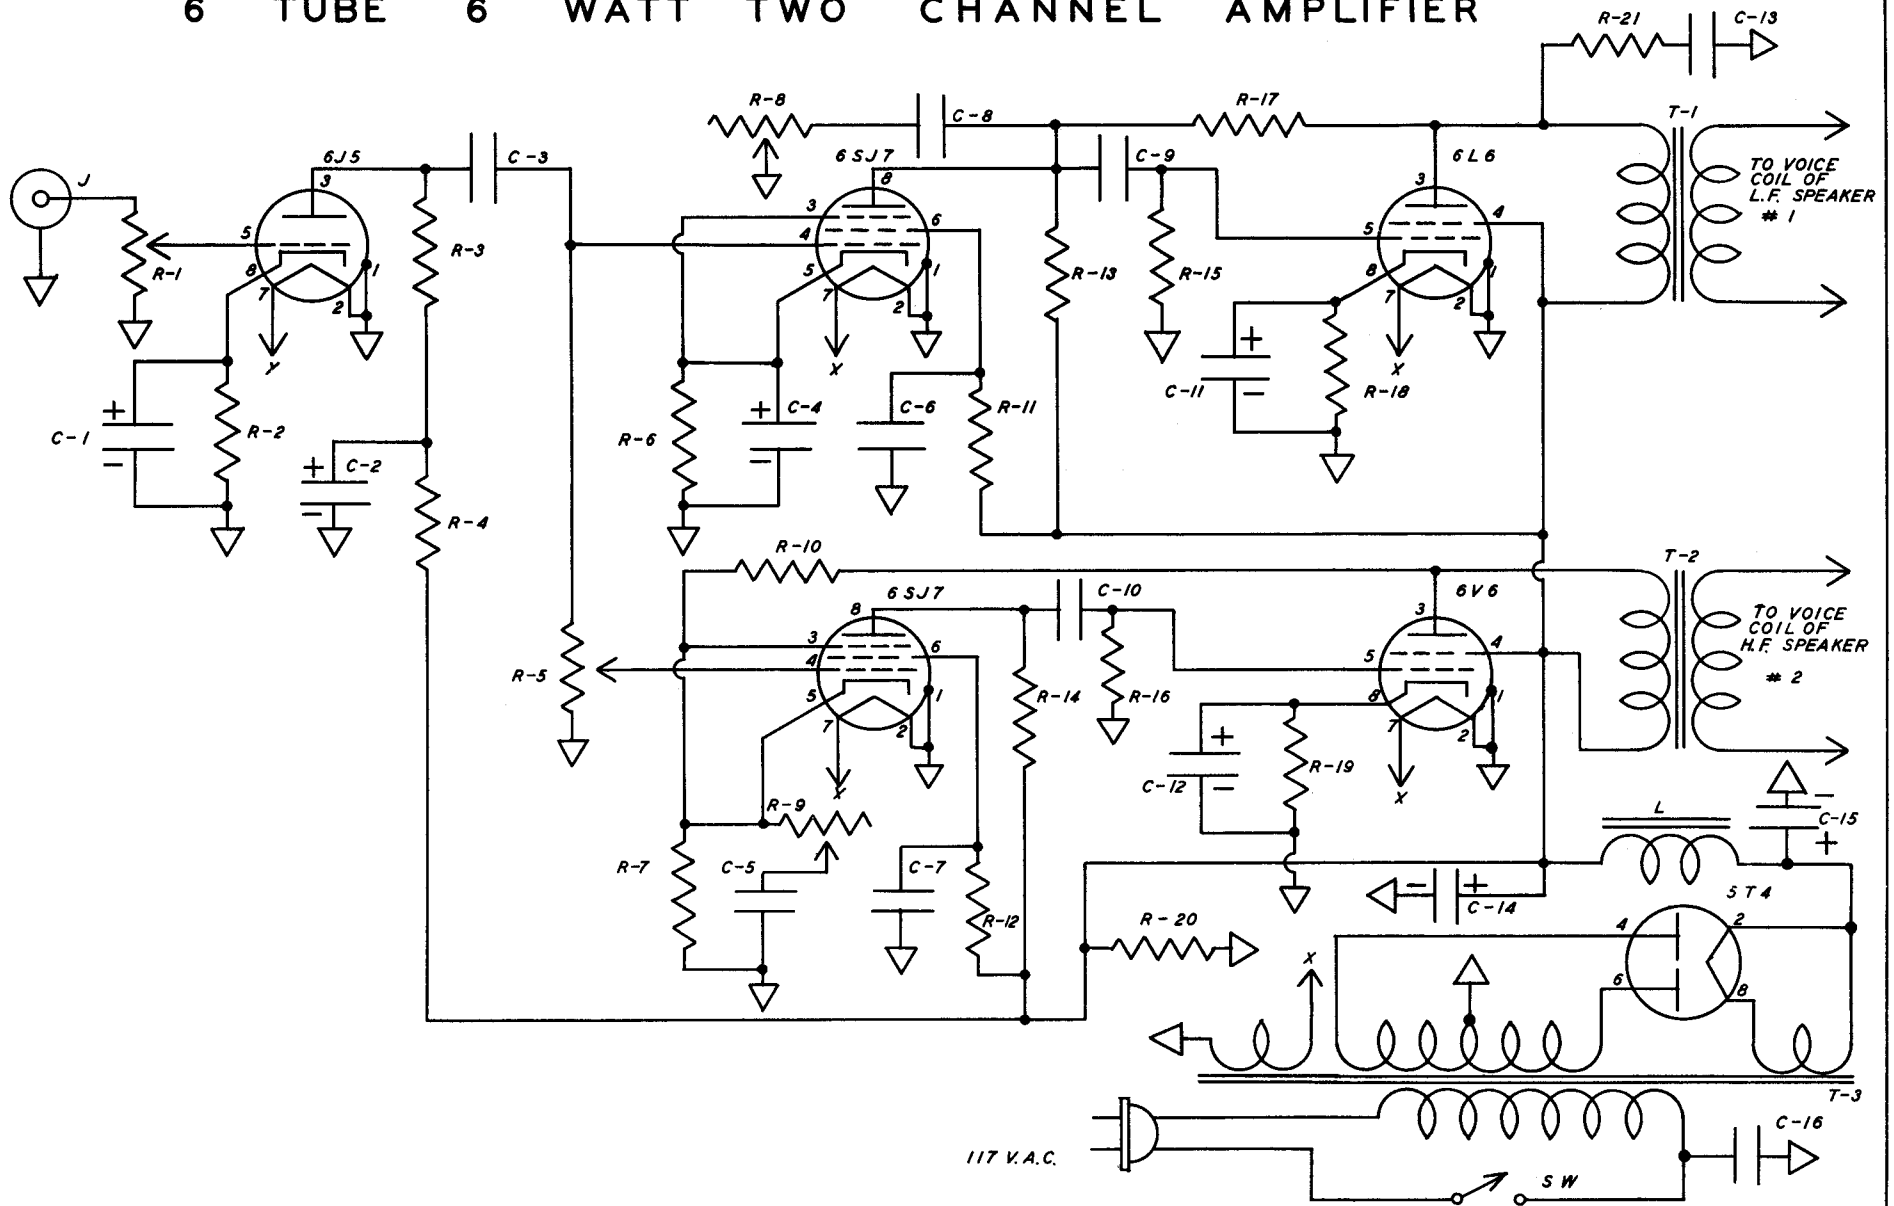 6 TUBE 6 WATT TWO CHANNEL AMPLIFIER
R-21 C-13
R-8 C-8 R-17 T-1
J 6J5 C-3 6SJ7 C-9 6L6
3 8 3
TO VOICE
COIL OF
L.F. SPEAKER
# 1
5 R-1 8 7 2 1 Y
R-3
3 4 5 6 7 2 1 X
R-13 R-15
5 4 8 7 2 1 X
C-1 + - R-2
+ C-2 -
R-4
R-6 + C-4 -
C-6 R-11
+ C-11 - R-18
R-10 6SJ7 C-10 6V6 T-2
8 3
TO VOICE
COIL OF
H.F. SPEAKER
# 2
R-5
3 4 5 6 7 2 1 X
R-14 R-16
5 4 8 7 2 1 X
+ C-12 - R-19
R-9
R-7 C-5 C-7 R-12
L - C-15 +
- + C-14
5T4
4 2 6 8
R-20
X
T-3
117 V.A.C.
SW
C-16